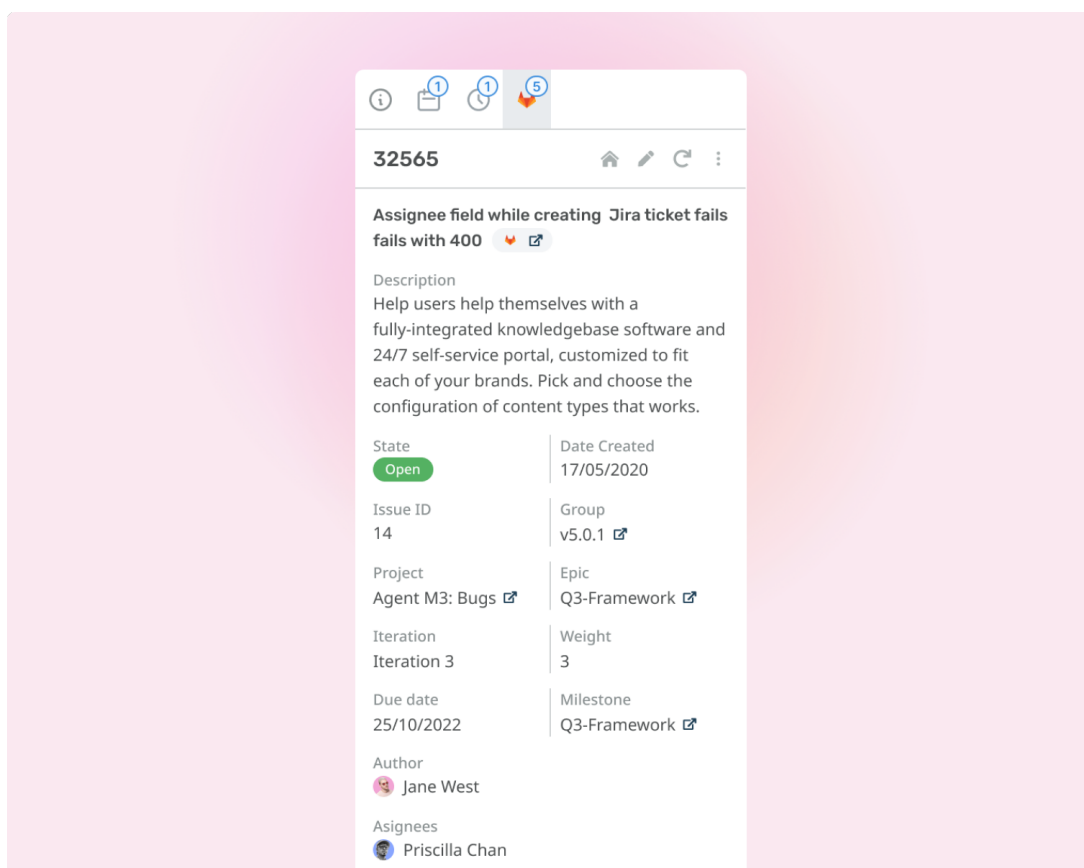 1
1
5
32565
Assignee field while creating Jira ticket fails
fails with 400
Description
Help users help themselves with a
fully-integrated knowledgebase software and
24/7 self-service portal, customized to fit
each of your brands. Pick and choose the
configuration of content types that works.
State
Open
Date Created
17/05/2020
Issue ID
14
Group
v5.0.1
Project
Agent M3: Bugs
Epic
Q3-Framework
Iteration
Iteration 3
Weight
3
Due date
25/10/2022
Milestone
Q3-Framework
Author
Jane West
Asignees
Priscilla Chan